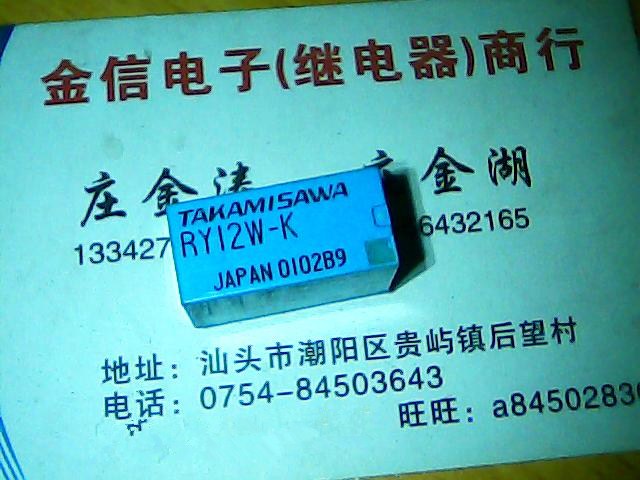 金信电子(继电器)商行
庄金涛 庄金湖
133427 6432165
TAKAMISAWA
RY12W-K
JAPAN 0102B9
地址：汕头市潮阳区贵屿镇后望村
电话：0754-84503643
旺旺：a8450283